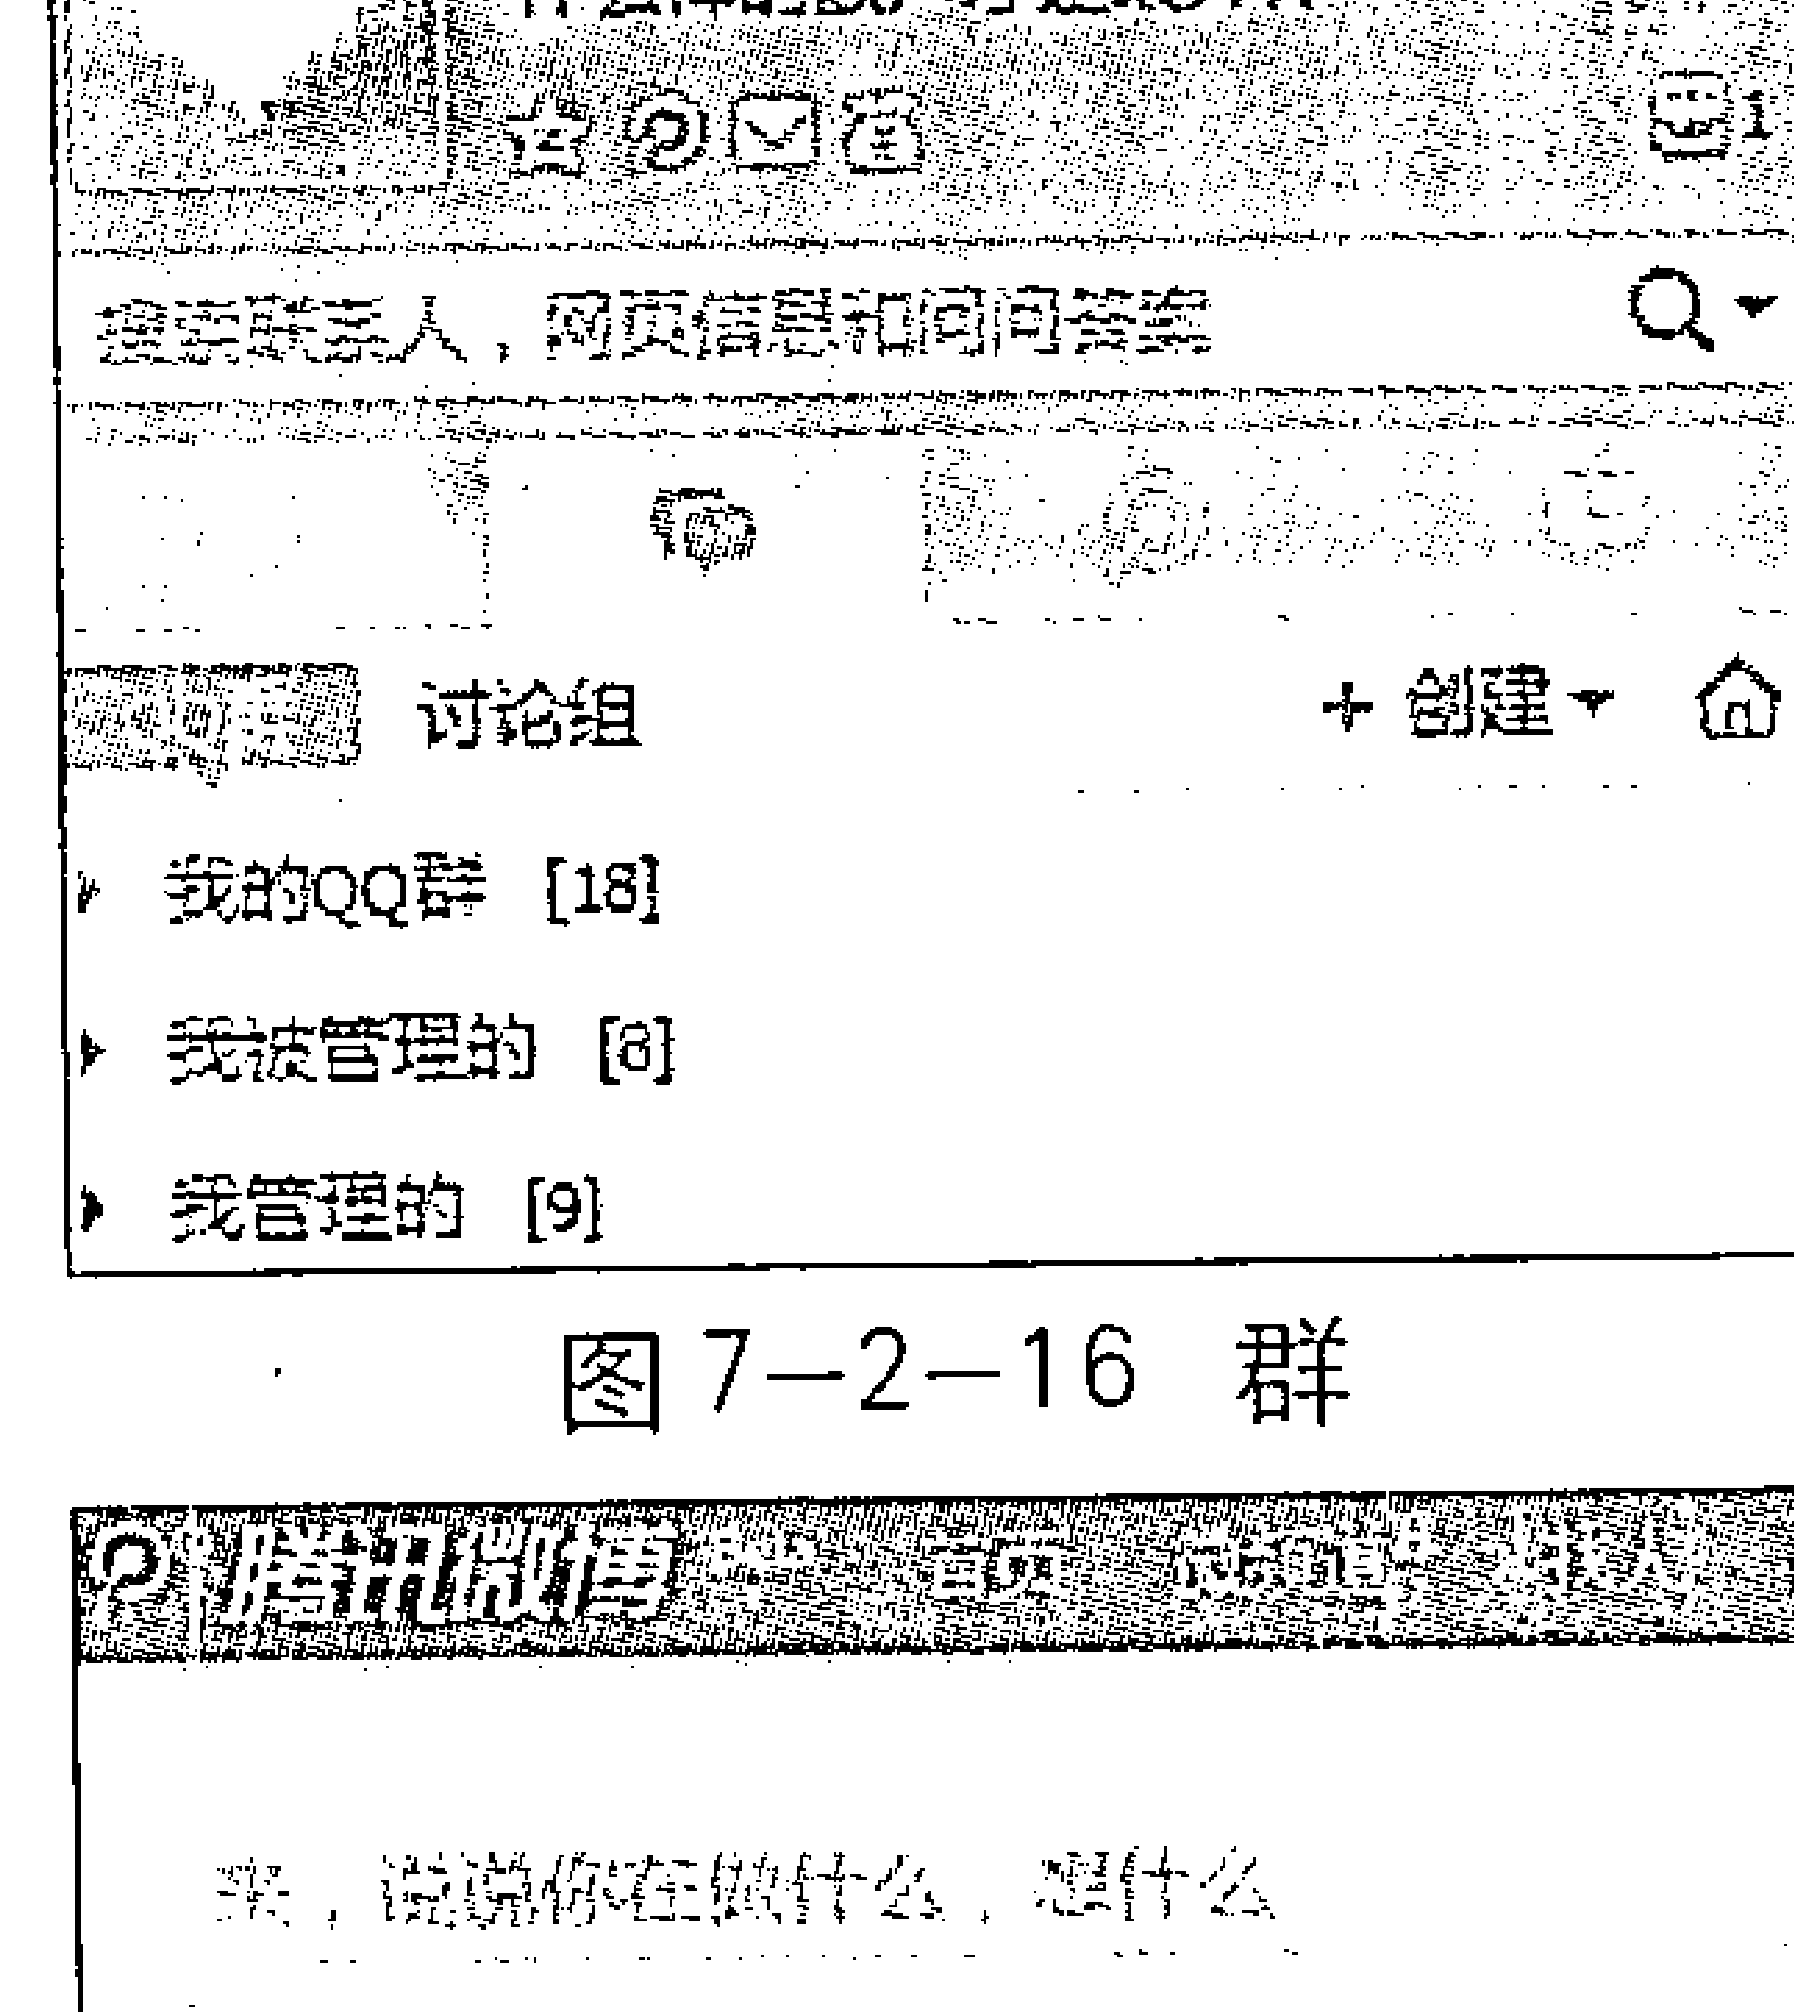 搜索联系人，网页信息和问问答案
讨论组 + 创建
我的QQ群 [18]
我被管理的 [8]
我管理的 [9]
图 7—2—16 群
腾讯微博 首页
来，说说你在做什么，想什么